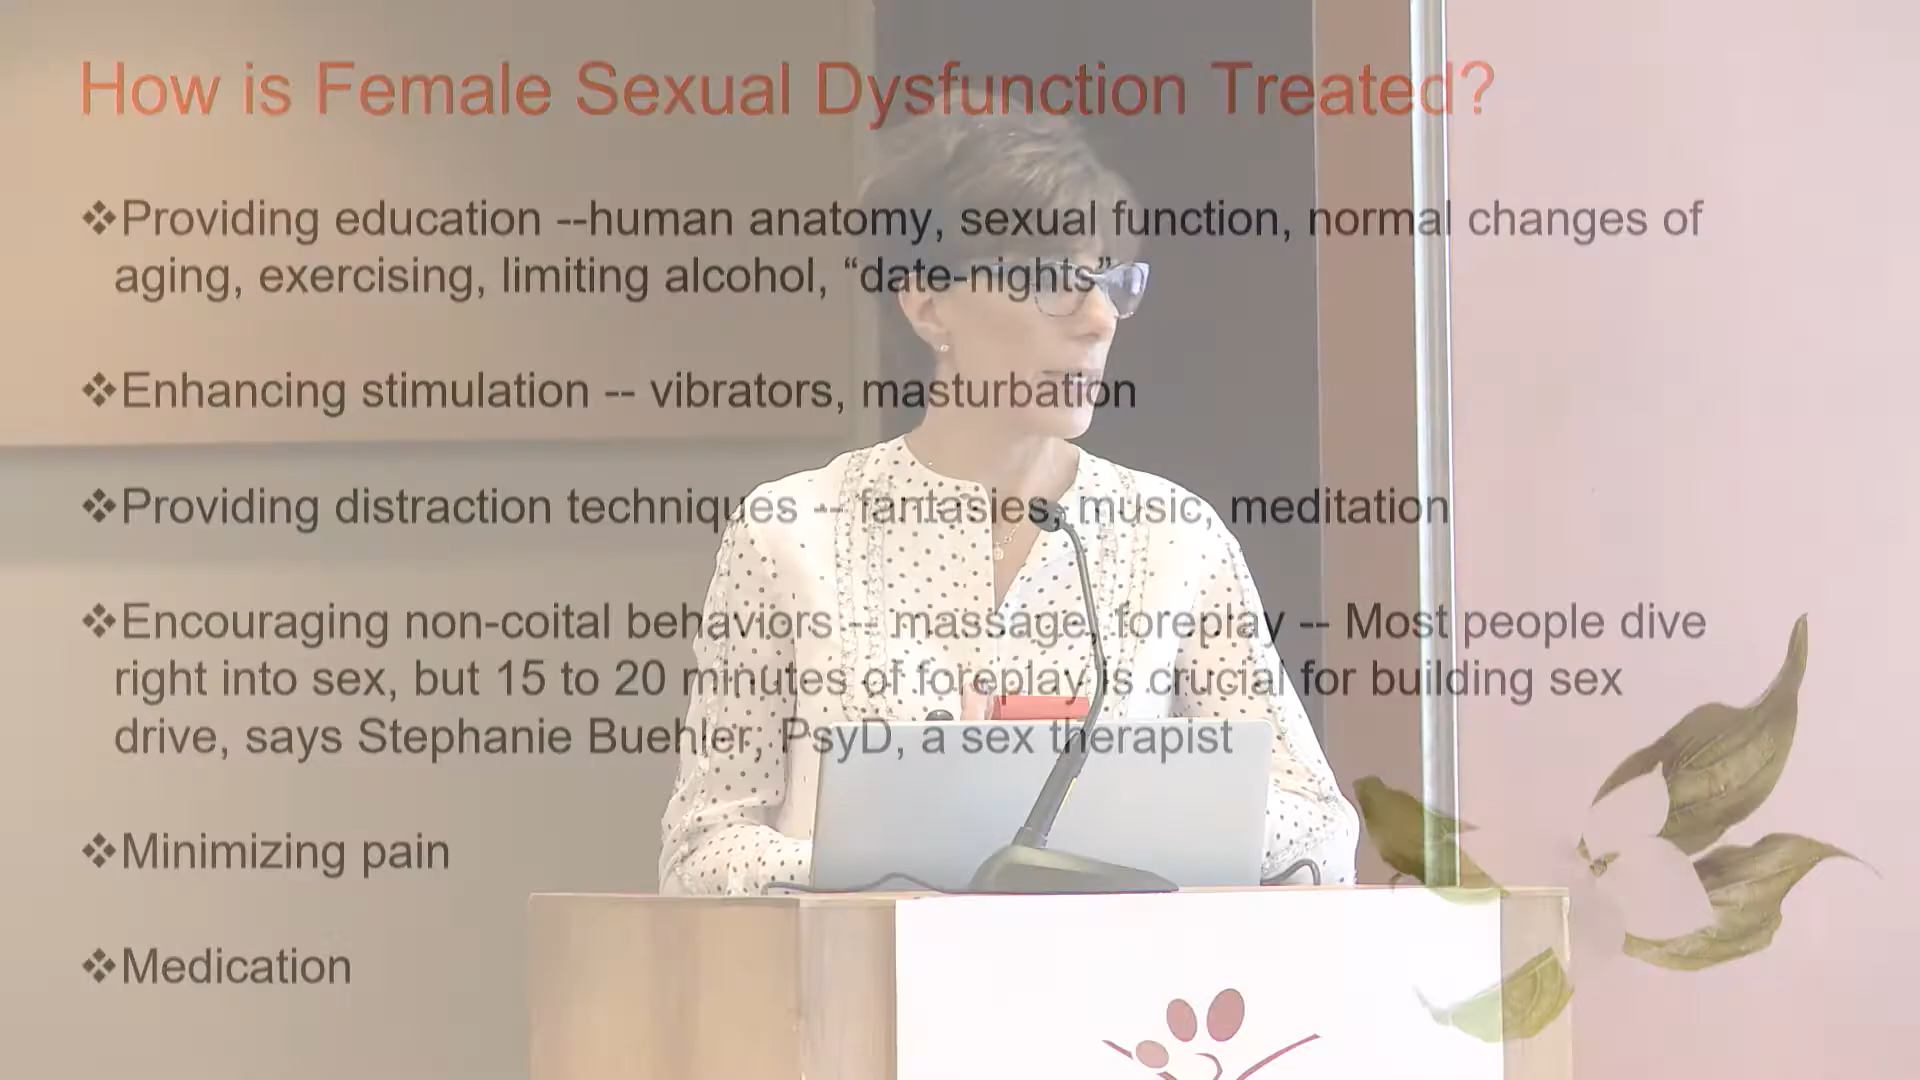 How is Female Sexual Dysfunction Treated?
❖Providing education --human anatomy, sexual function, normal changes of
aging, exercising, limiting alcohol, “date-nights”
❖Enhancing stimulation -- vibrators, masturbation
❖Providing distraction techniques -- fantasies, music, meditation
❖Encouraging non-coital behaviors -- massage, foreplay -- Most people dive
right into sex, but 15 to 20 minutes of foreplay is crucial for building sex
drive, says Stephanie Buehler, PsyD, a sex therapist
❖Minimizing pain
❖Medication